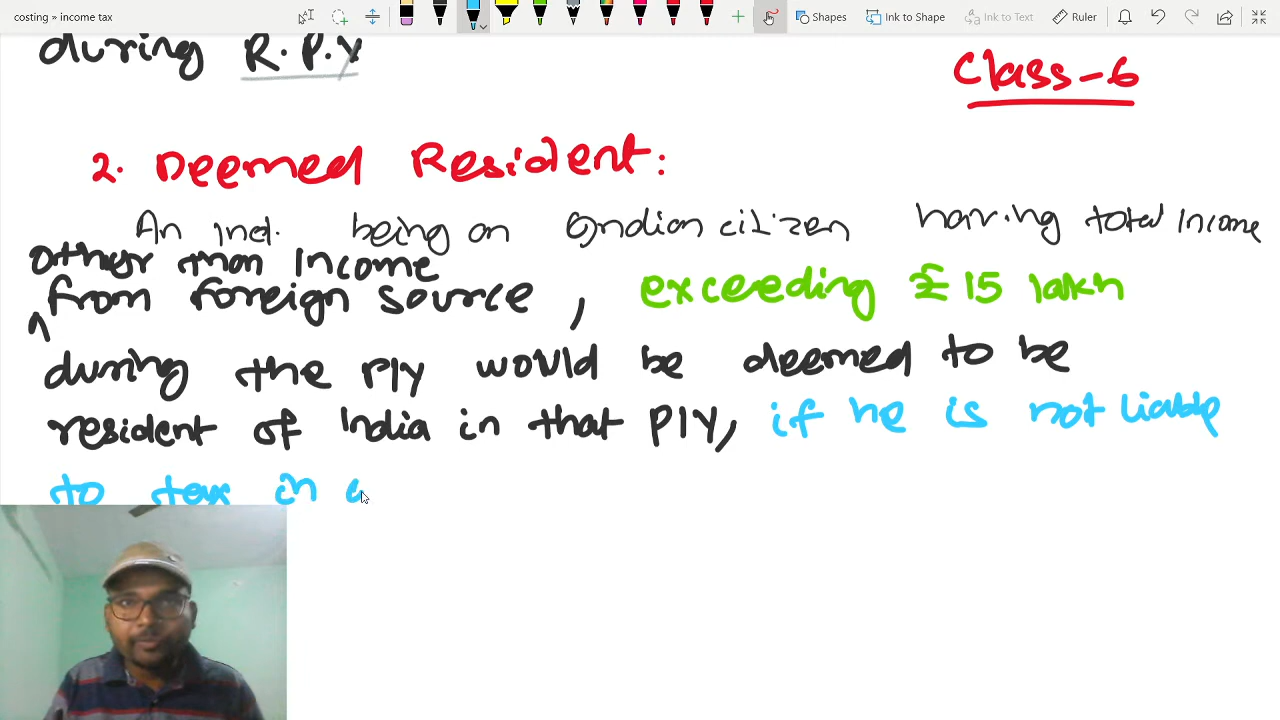 costing » income tax
Shapes
Ink to Shape
Ink to Text
Ruler
during R.P.Y
Class-6
2. Deemed Resident:
An ind. being an Indian citizen having total Income
other than Income
from foreign source, exceeding ₹ 15 lakh
during the P/Y would be deemed to be
resident of India in that P/Y, if he is not liable
to tax in